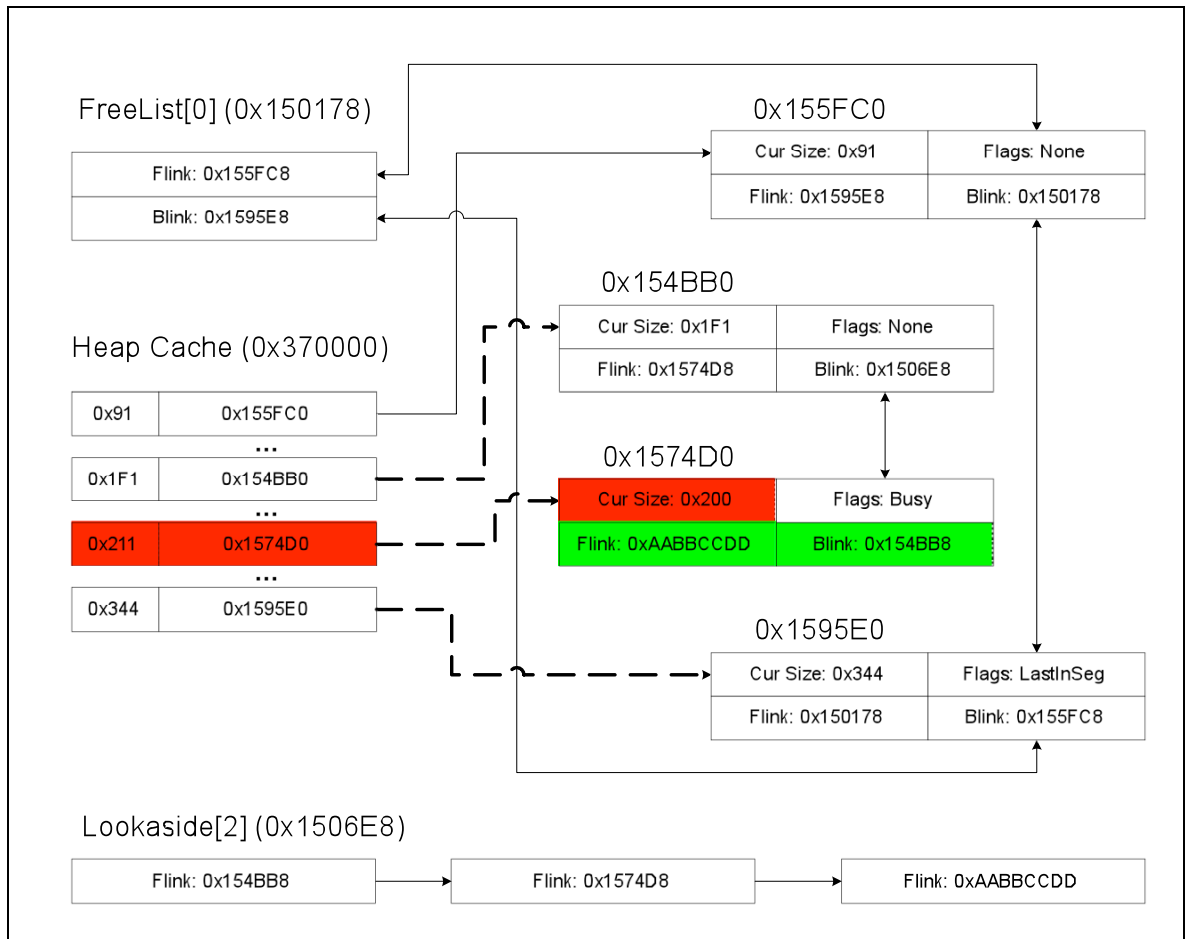 FreeList[0] (0x150178)
Flink: 0x155FC8
Blink: 0x1595E8
0x155FC0
Cur Size: 0x91 Flags: None
Flink: 0x1595E8 Blink: 0x150178
0x154BB0
Cur Size: 0x1F1 Flags: None
Flink: 0x1574D8 Blink: 0x1506E8
Heap Cache (0x370000)
0x91 0x155FC0
...
0x1F1 0x154BB0
...
0x211 0x1574D0
...
0x344 0x1595E0
0x1574D0
Cur Size: 0x200 Flags: Busy
Flink: 0xAABBCCDD Blink: 0x154BB8
0x1595E0
Cur Size: 0x344 Flags: LastInSeg
Flink: 0x150178 Blink: 0x155FC8
Lookaside[2] (0x1506E8)
Flink: 0x154BB8 Flink: 0x1574D8 Flink: 0xAABBCCDD